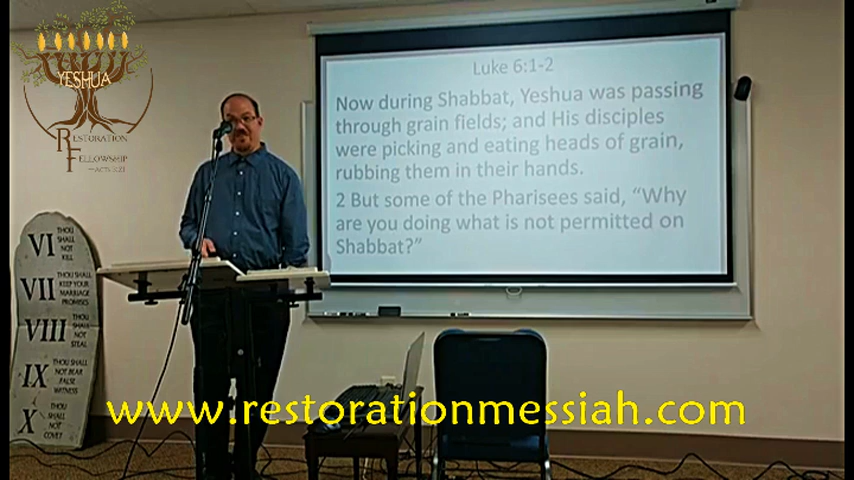 YESHUA
RESTORATION
FELLOWSHIP
Luke 6:1-2
Now during Shabbat, Yeshua was passing
through grain fields; and His disciples
were picking and eating heads of grain,
rubbing them in their hands.
2 But some of the Pharisees said, “Why
are you doing what is not permitted on
Shabbat?”
VI THOU
SHALL
NOT
KILL
VII THOU SHALL
KEEP YOUR
MARRIAGE
PROMISES
VIII THOU
SHALL
NOT
STEAL
IX THOU SHALL
NOT BEAR
FALSE
WITNESS
X THOU
SHALL
NOT
COVET
www.restorationmessiah.com